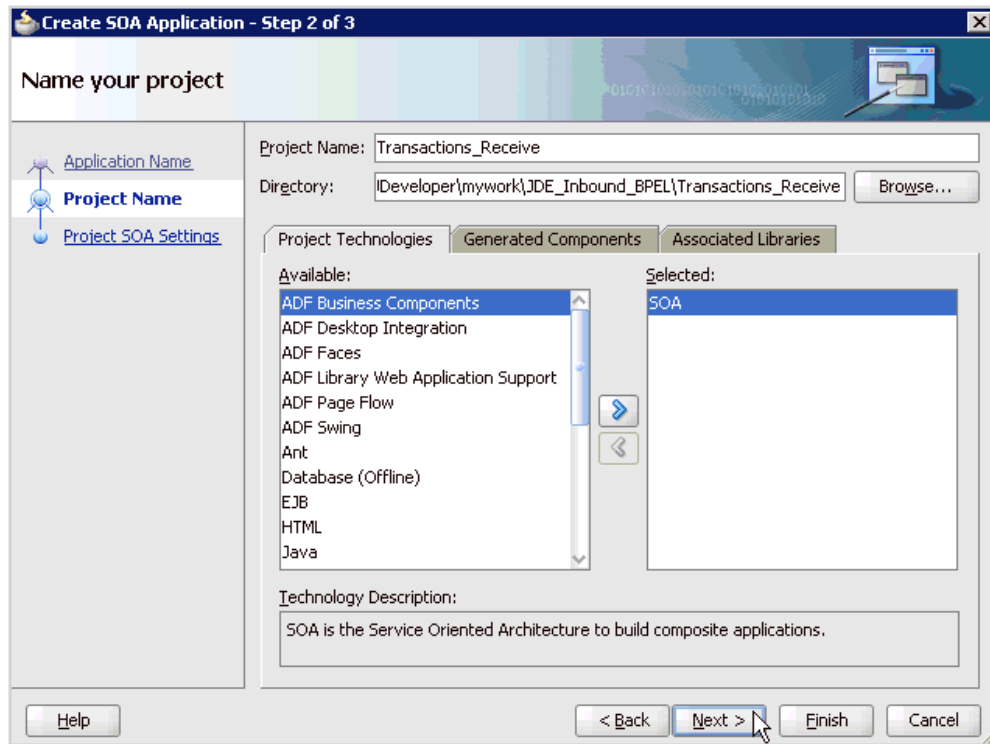 Create SOA Application - Step 2 of 3
Name your project
Application Name
Project Name
Project SOA Settings
Project Name: Transactions_Receive
Directory: IDeveloper\mywork\JDE_Inbound_BPEL\Transactions_Receive Browse...
Project Technologies Generated Components Associated Libraries
Available: Selected:
ADF Business Components SOA
ADF Desktop Integration
ADF Faces
ADF Library Web Application Support
ADF Page Flow
ADF Swing
Ant
Database (Offline)
EJB
HTML
Java
Technology Description:
SOA is the Service Oriented Architecture to build composite applications.
Help < Back Next > Finish Cancel